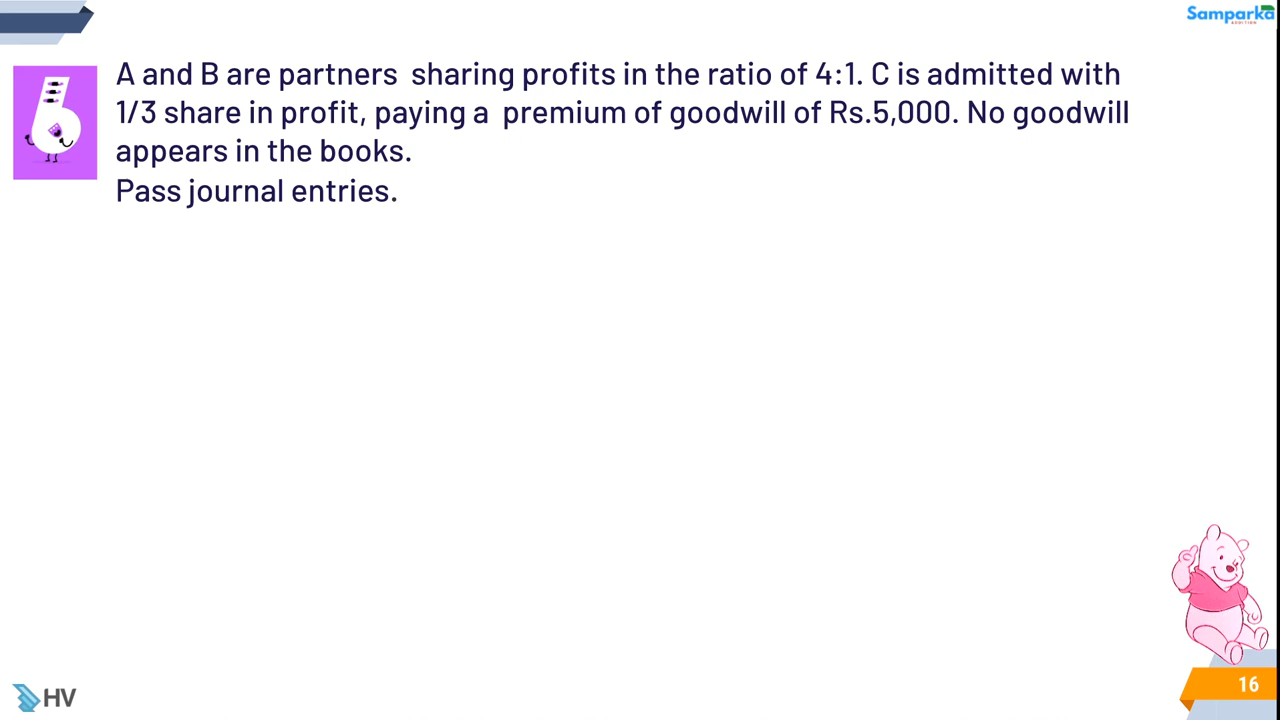 Samparka
ADDITION
A and B are partners sharing profits in the ratio of 4:1. C is admitted with
1/3 share in profit, paying a premium of goodwill of Rs.5,000. No goodwill
appears in the books.
Pass journal entries.
HV
16